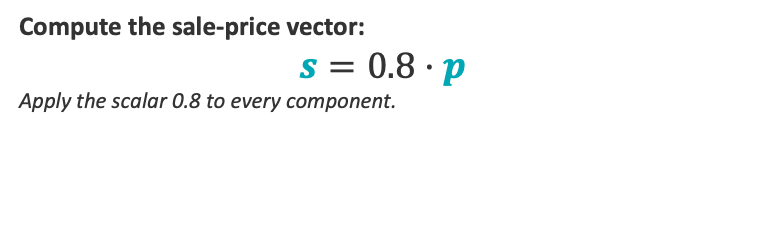 Compute the sale-price vector:
s = 0.8 · p
Apply the scalar 0.8 to every component.